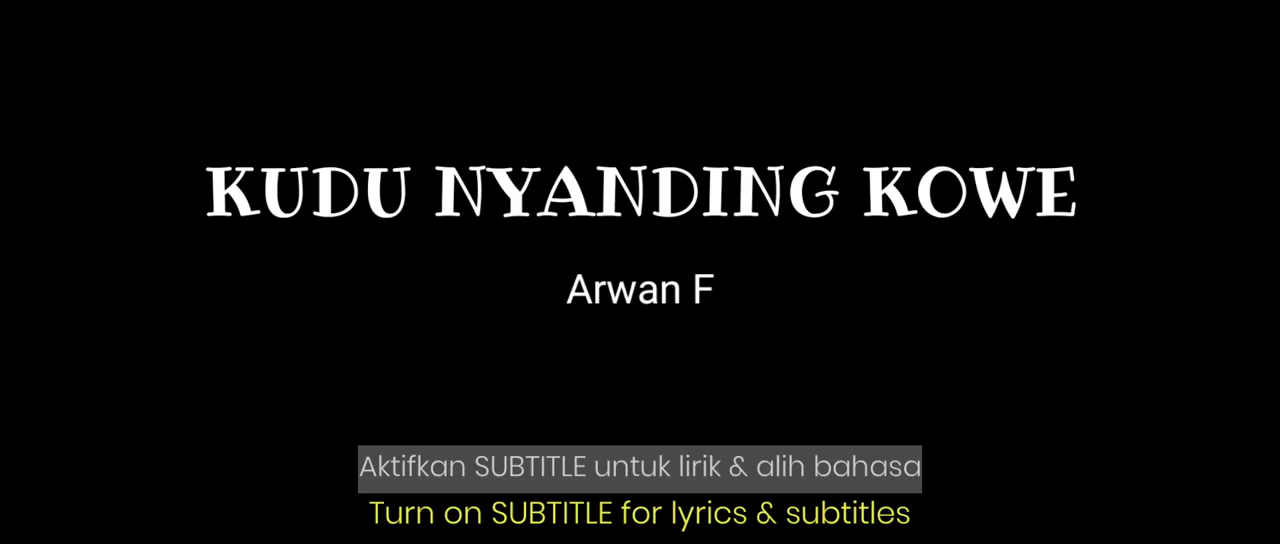 KUDU NYANDING KOWE
Arwan F
Aktifkan SUBTITLE untuk lirik & alih bahasa
Turn on SUBTITLE for lyrics & subtitles